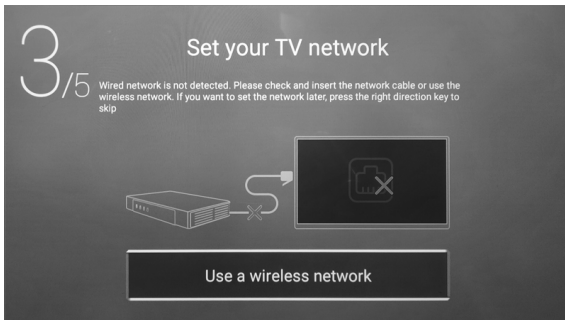 3/5
Set your TV network
Wired network is not detected. Please check and insert the network cable or use the
wireless network. If you want to set the network later, press the right direction key to
skip
Use a wireless network